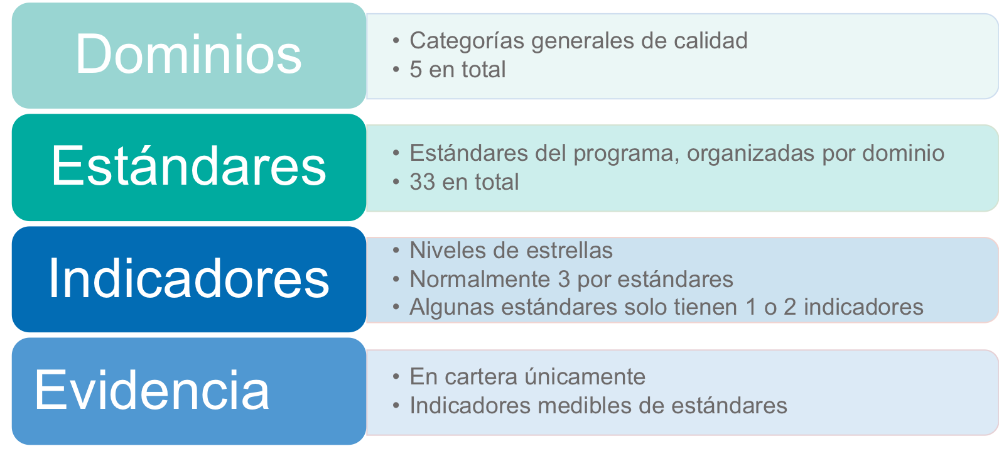 Dominios
• Categorías generales de calidad
• 5 en total
Estándares
• Estándares del programa, organizadas por dominio
• 33 en total
Indicadores
• Niveles de estrellas
• Normalmente 3 por estándares
• Algunas estándares solo tienen 1 o 2 indicadores
Evidencia
• En cartera únicamente
• Indicadores medibles de estándares